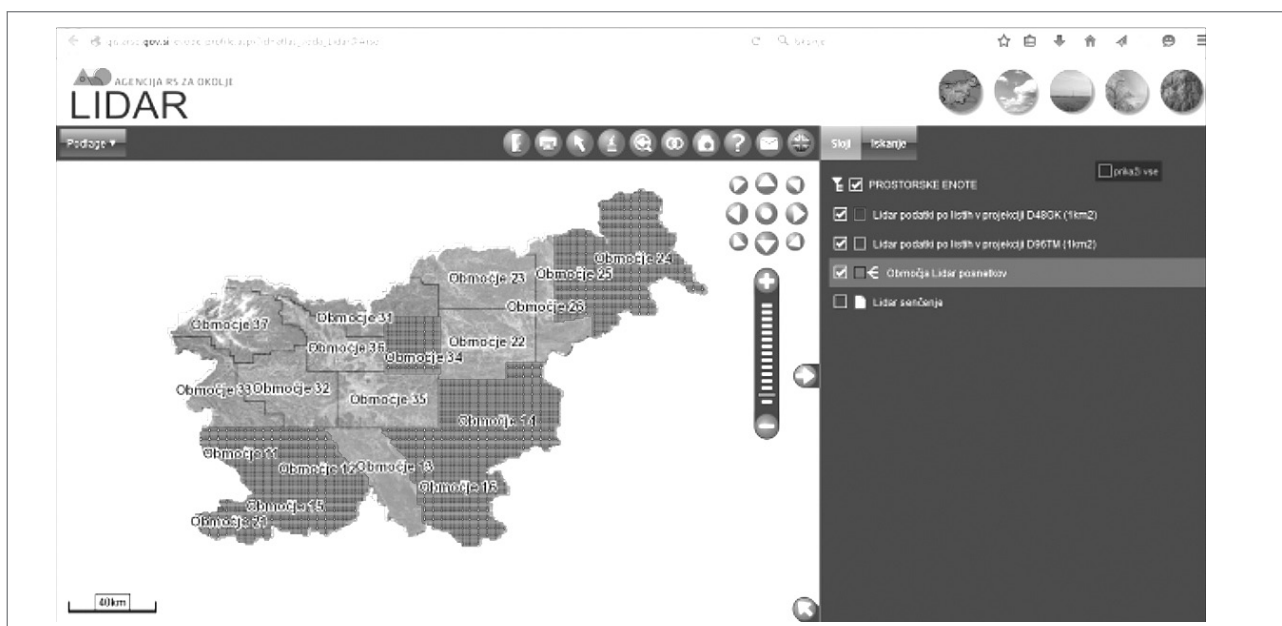 Iskanje
AGENCIJA RS ZA OKOLJE
LIDAR
Podlage
Sloji
Iskanje
prikaži vse
PROSTORSKE ENOTE
Lidar podatki po listih v projekciji D48GK (1km2)
Lidar podatki po listih v projekciji D96TM (1km2)
Območja Lidar posnetkov
Lidar senčenje
Območje 24
Območje 25
Območje 23
Območje 26
Območje 31
Območje 37
Območje 36
Območje 22
Območje 34
Območje 33
Območje 32
Območje 35
Območje 14
Območje 11
Območje 12
Območje 13
Območje 16
Območje 15
Območje 21
40km